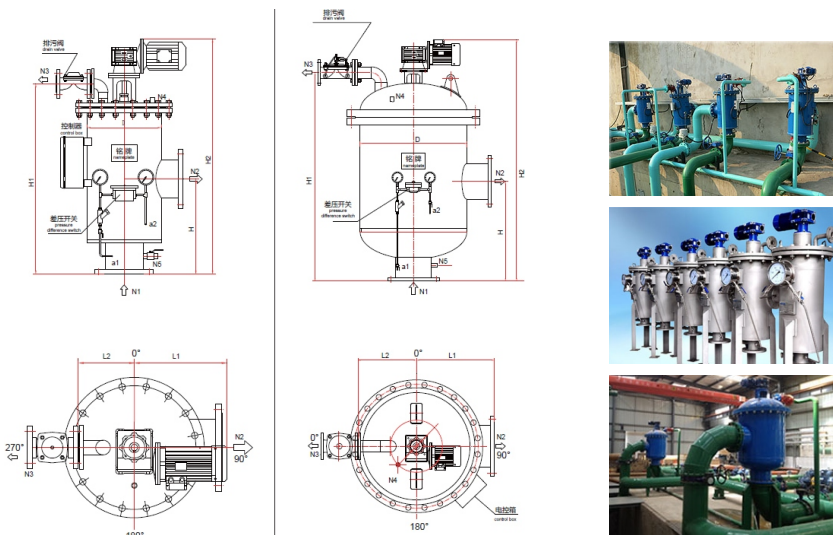 排污阀
drain valve
N3
N4
控制器
control box
D
铭 牌
nameplate
N2
H1
H2
H
差压开关
pressure
difference switch
a2
a1
N5
N1
排污阀
drain valve
N3
N4
D
D
铭 牌
nameplate
N2
H1
H2
H
差压开关
pressure
difference switch
a2
a1
N5
N1
0°
L2
L1
270°
N3
N2
90°
180°
0°
L2
L1
0°
N3
N2
90°
N4
电控箱
control box
180°